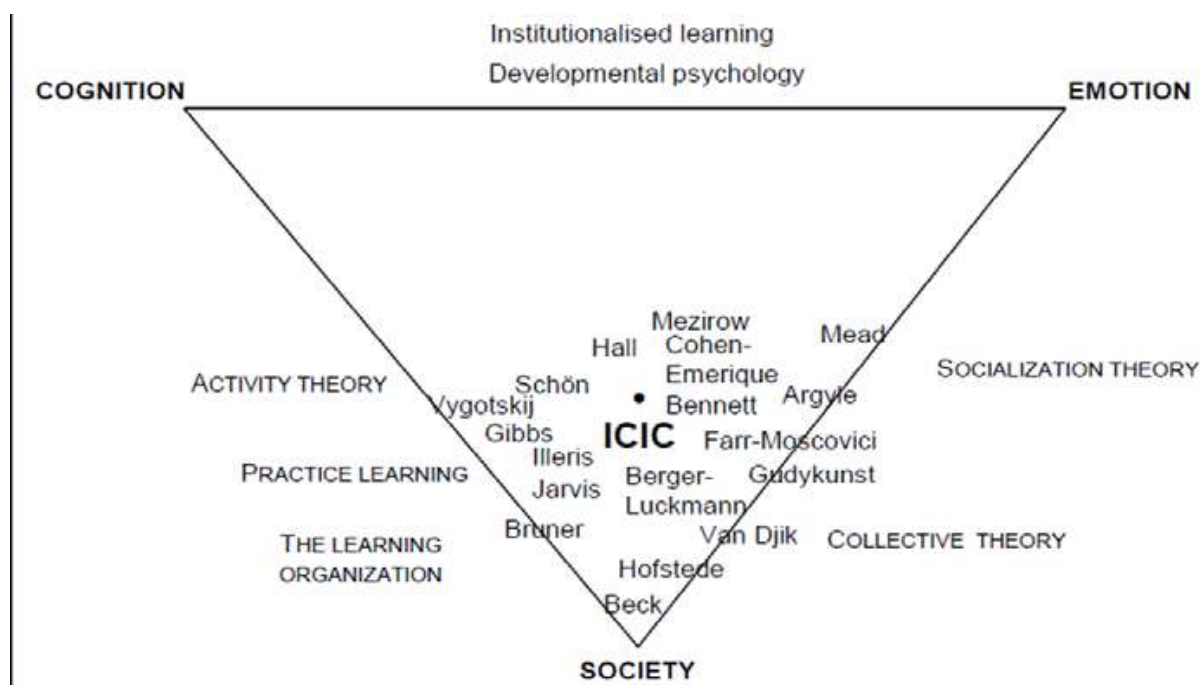 Institutionalised learning
Developmental psychology
COGNITION
EMOTION
Mezirow
Mead
Hall
Cohen-
Emerique
SOCIALIZATION THEORY
ACTIVITY THEORY
Schön
Argyle
Vygotskij
Bennett
Gibbs
ICIC
Farr-Moscovici
Illeris
PRACTICE LEARNING
Berger-
Luckmann
Gudykunst
Jarvis
Bruner
Van Djik
COLLECTIVE THEORY
THE LEARNING
ORGANIZATION
Hofstede
Beck
SOCIETY